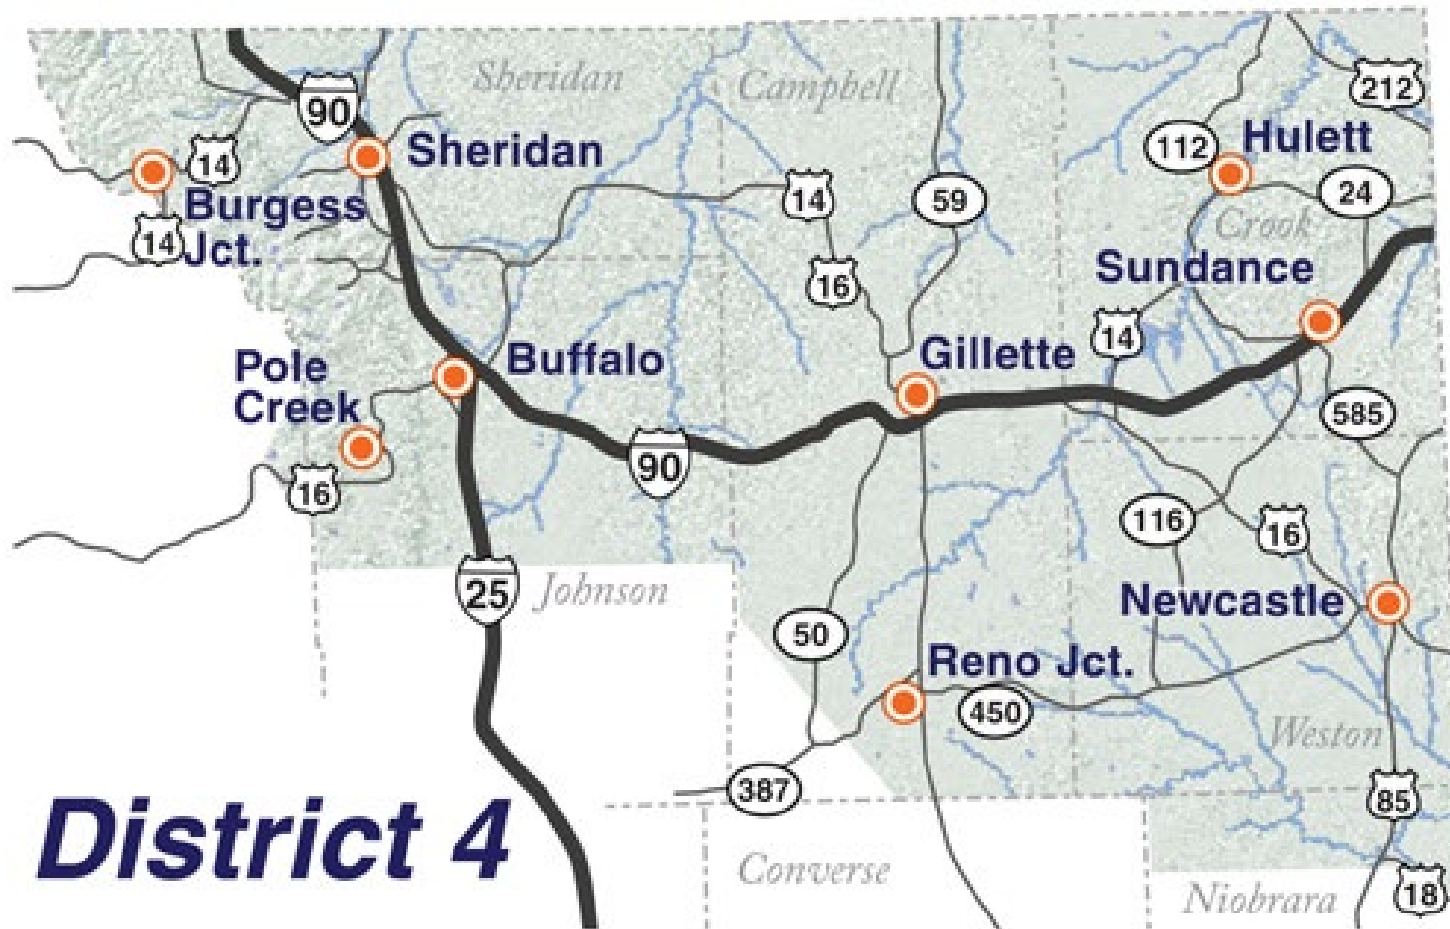 Sheridan
Campbell
90
212
112
Hulett
Sheridan
14
14
24
Burgess
Jct.
59
14
Crook
Sundance
16
14
Pole
Creek
Buffalo
Gillette
585
90
16
116
16
25
Johnson
Newcastle
50
Reno Jct.
450
Weston
387
85
District 4
Converse
Niobrara
18